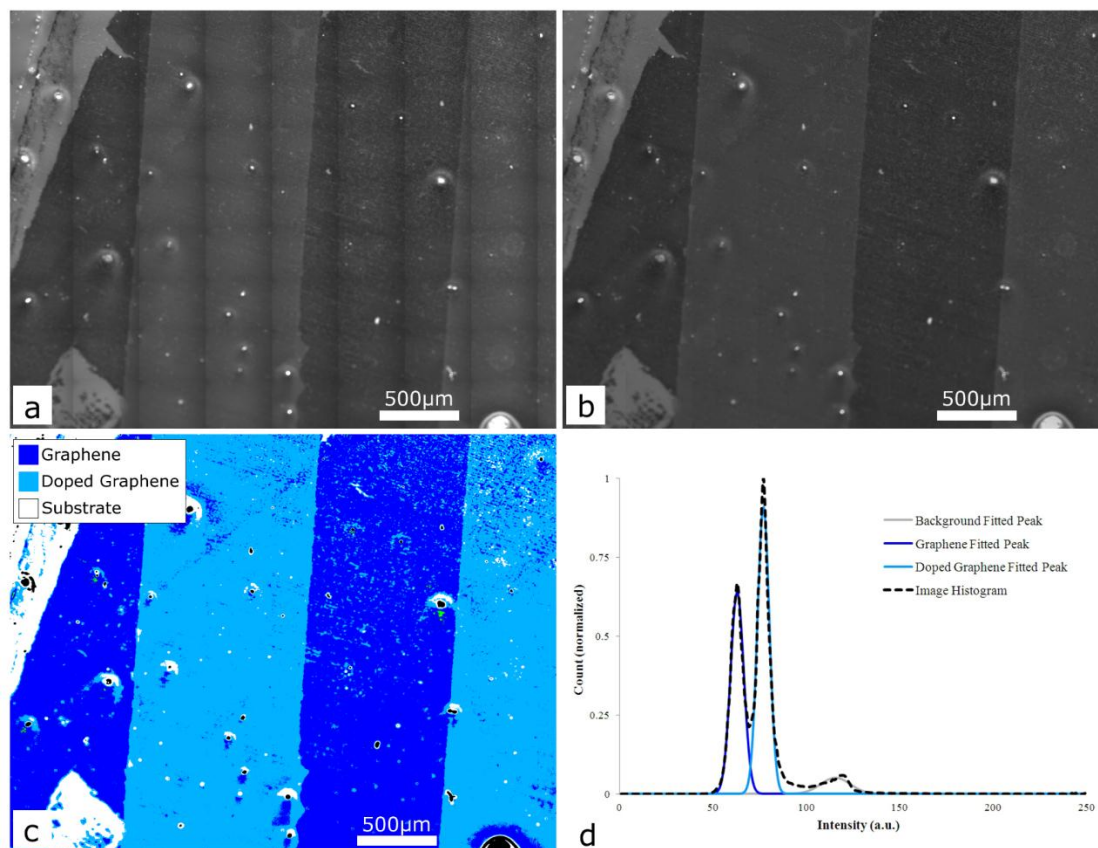 a
500μm
b
500μm
Graphene
Doped Graphene
Substrate
c
500μm
1
0.75
0.5
0.25
0
Count (normalized)
Background Fitted Peak
Graphene Fitted Peak
Doped Graphene Fitted Peak
Image Histogram
0
50
100
150
200
250
Intensity (a.u.)
d